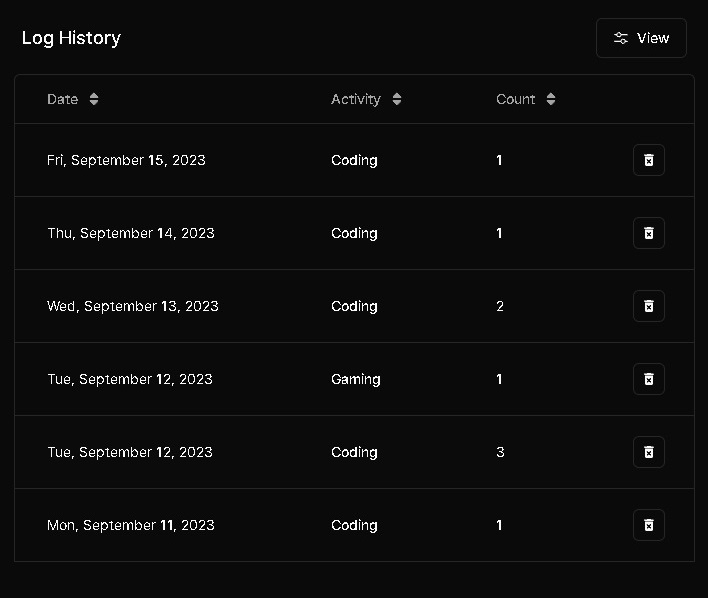 Log History View
Date Activity Count
Fri, September 15, 2023 Coding 1
Thu, September 14, 2023 Coding 1
Wed, September 13, 2023 Coding 2
Tue, September 12, 2023 Gaming 1
Tue, September 12, 2023 Coding 3
Mon, September 11, 2023 Coding 1